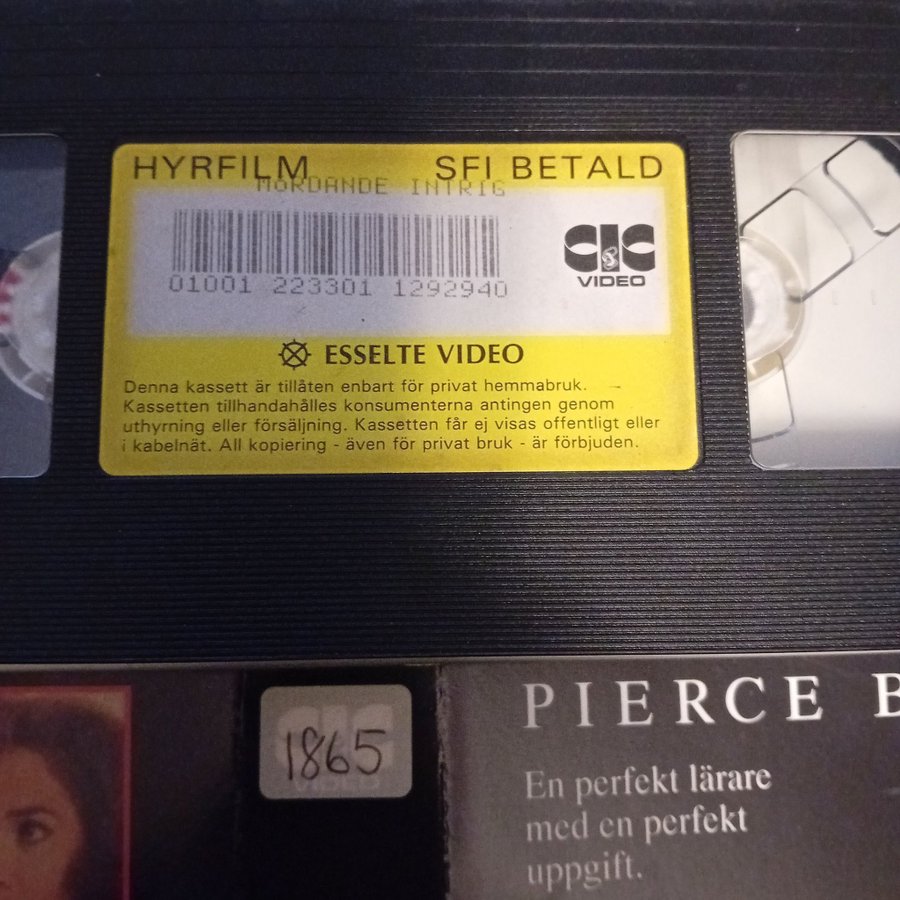 HYRFILM SFI BETALD
MORDANDE INTRIG
01001 223301 1292940
CIC
VIDEO
ESSELTE VIDEO
Denna kassett är tillåten enbart för privat hemmabruk.
Kassetten tillhandahålles konsumenterna antingen genom
uthyrning eller försäljning. Kassetten får ej visas offentligt eller
i kabelnät. All kopiering - även för privat bruk - är förbjuden.
1865
PIERCE B
En perfekt lärare
med en perfekt
uppgift.